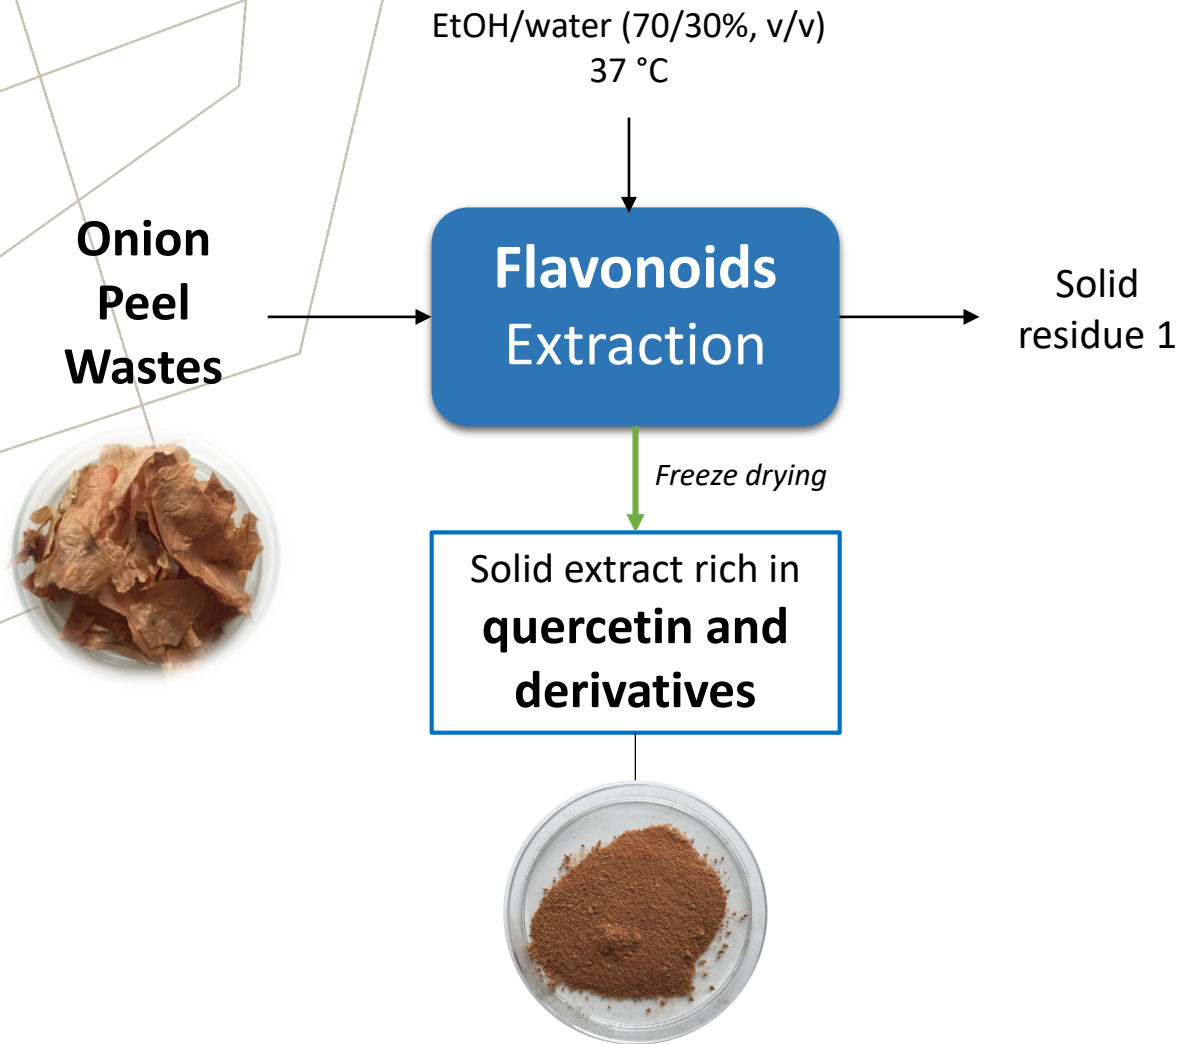 EtOH/water (70/30%, v/v)
37 °C
Onion
Peel
Wastes
Flavonoids
Extraction
Solid
residue 1
Freeze drying
Solid extract rich in
quercetin and
derivatives